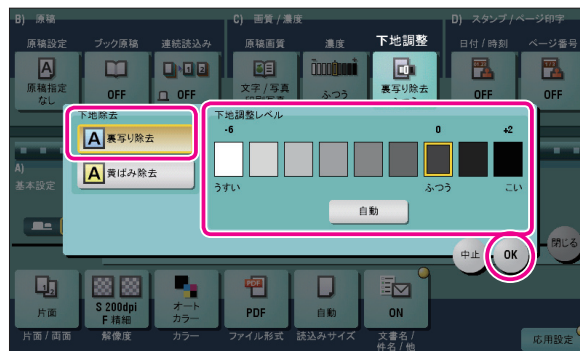 B) 原稿
C) 画質 / 濃度
D) スタンプ / ページ印字
原稿設定
ブック原稿
連続読込み
原稿画質
濃度
下地調整
日付 / 時刻
ページ番号
原稿指定
なし
OFF
OFF
文字 / 写真
印刷写真
ふつう
裏写り除去
ふつう
OFF
OFF
下地除去
裏写り除去
黄ばみ除去
下地調整レベル
-6
0
+2
うすい
ふつう
こい
自動
A)
基本設定
中止
OK
閉じる
片面
S 200dpi
F 精細
オート
カラー
PDF
自動
ON
片面 / 両面
解像度
カラー
ファイル形式
読込みサイズ
文書名 /
件名 / 他
応用設定